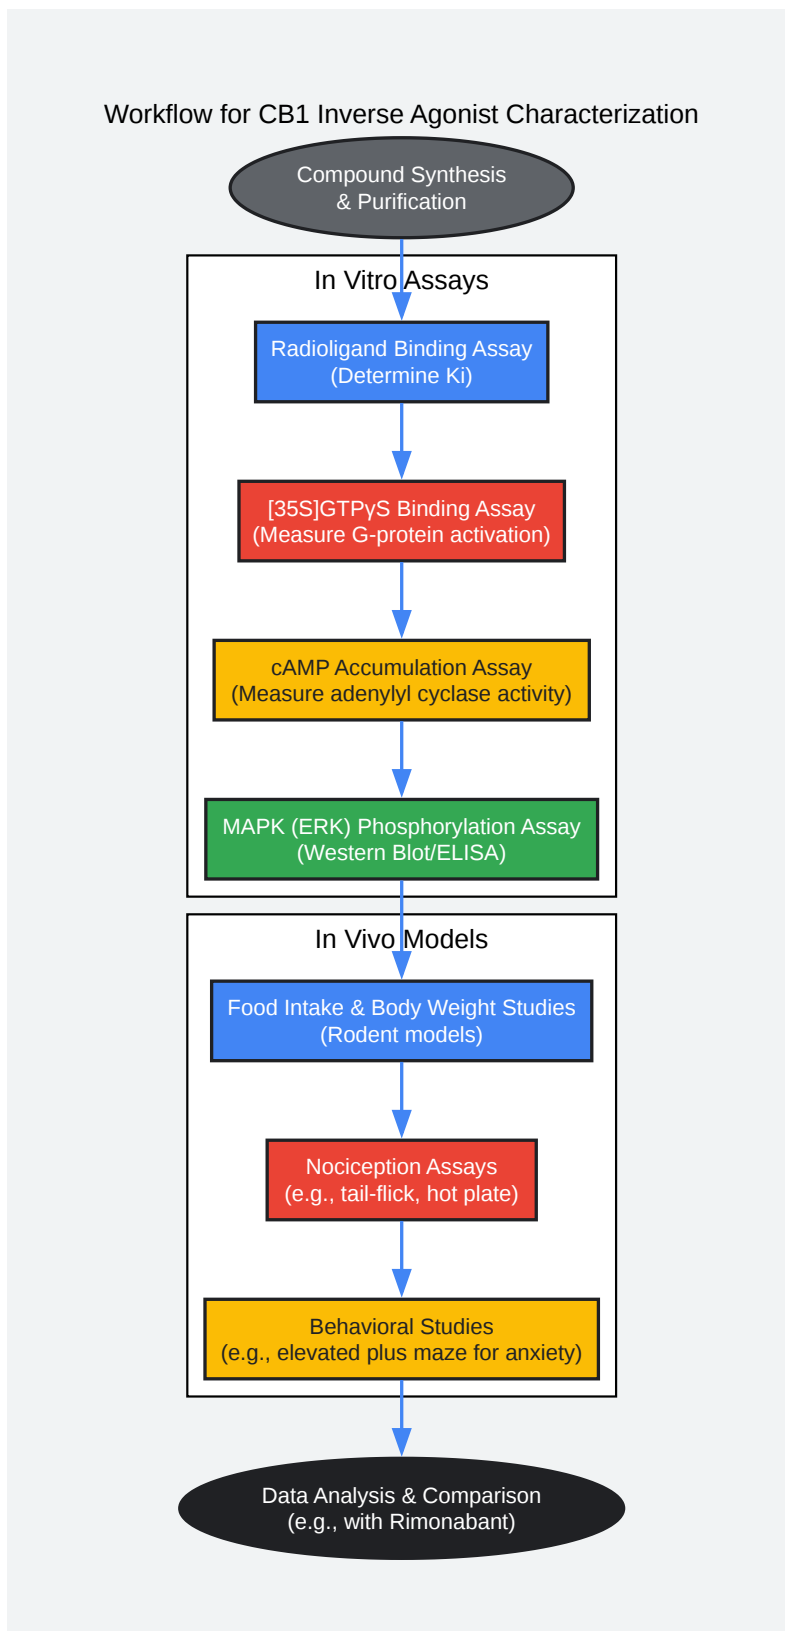 Workflow for CB1 Inverse Agonist Characterization
Compound Synthesis
& Purification
In Vitro Assays
Radioligand Binding Assay
(Determine Ki)
[35S]GTPγS Binding Assay
(Measure G-protein activation)
cAMP Accumulation Assay
(Measure adenylyl cyclase activity)
MAPK (ERK) Phosphorylation Assay
(Western Blot/ELISA)
In Vivo Models
Food Intake & Body Weight Studies
(Rodent models)
Nociception Assays
(e.g., tail-flick, hot plate)
Behavioral Studies
(e.g., elevated plus maze for anxiety)
Data Analysis & Comparison
(e.g., with Rimonabant)